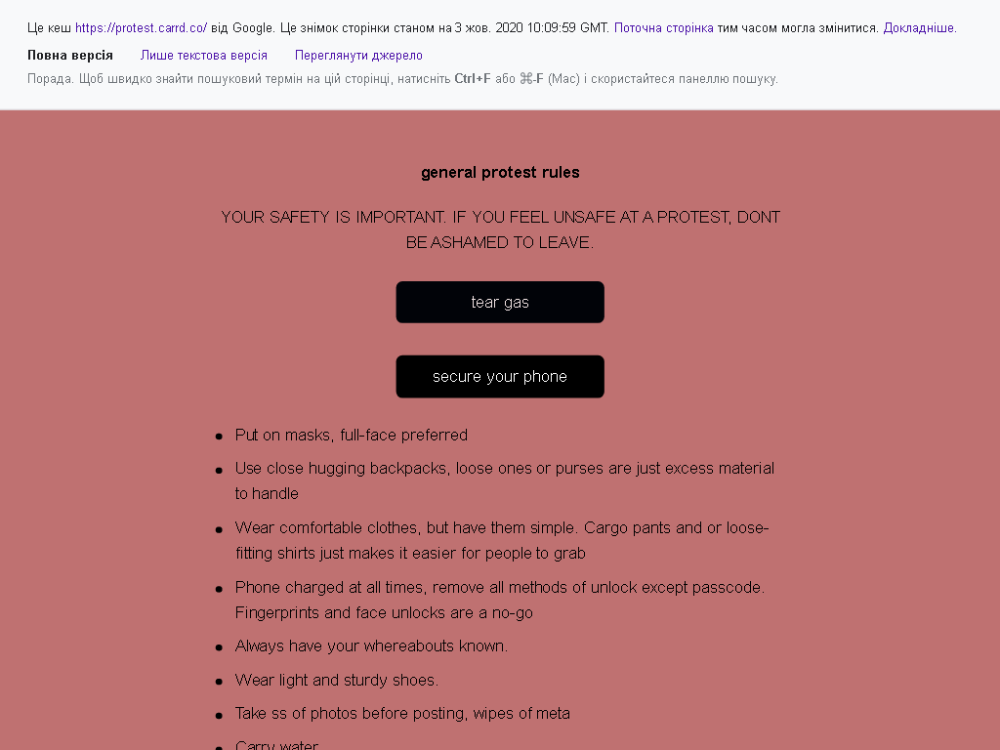 Це кеш https://protest.carrd.co/ від Google. Це знімок сторінки станом на 3 жов. 2020 10:09:59 GMT. Поточна сторінка тим часом могла змінитися. Докладніше.
Повна версія Лише текстова версія Переглянути джерело
Порада. Щоб швидко знайти пошуковий термін на цій сторінці, натисніть Ctrl+F або ⌘-F (Mac) і скористайтеся панеллю пошуку.
general protest rules
YOUR SAFETY IS IMPORTANT. IF YOU FEEL UNSAFE AT A PROTEST, DONT
BE ASHAMED TO LEAVE.
tear gas
secure your phone
● Put on masks, full-face preferred
● Use close hugging backpacks, loose ones or purses are just excess material
to handle
● Wear comfortable clothes, but have them simple. Cargo pants and or loose-
fitting shirts just makes it easier for people to grab
● Phone charged at all times, remove all methods of unlock except passcode.
Fingerprints and face unlocks are a no-go
● Always have your whereabouts known.
● Wear light and sturdy shoes.
● Take ss of photos before posting, wipes of meta
● Carry water